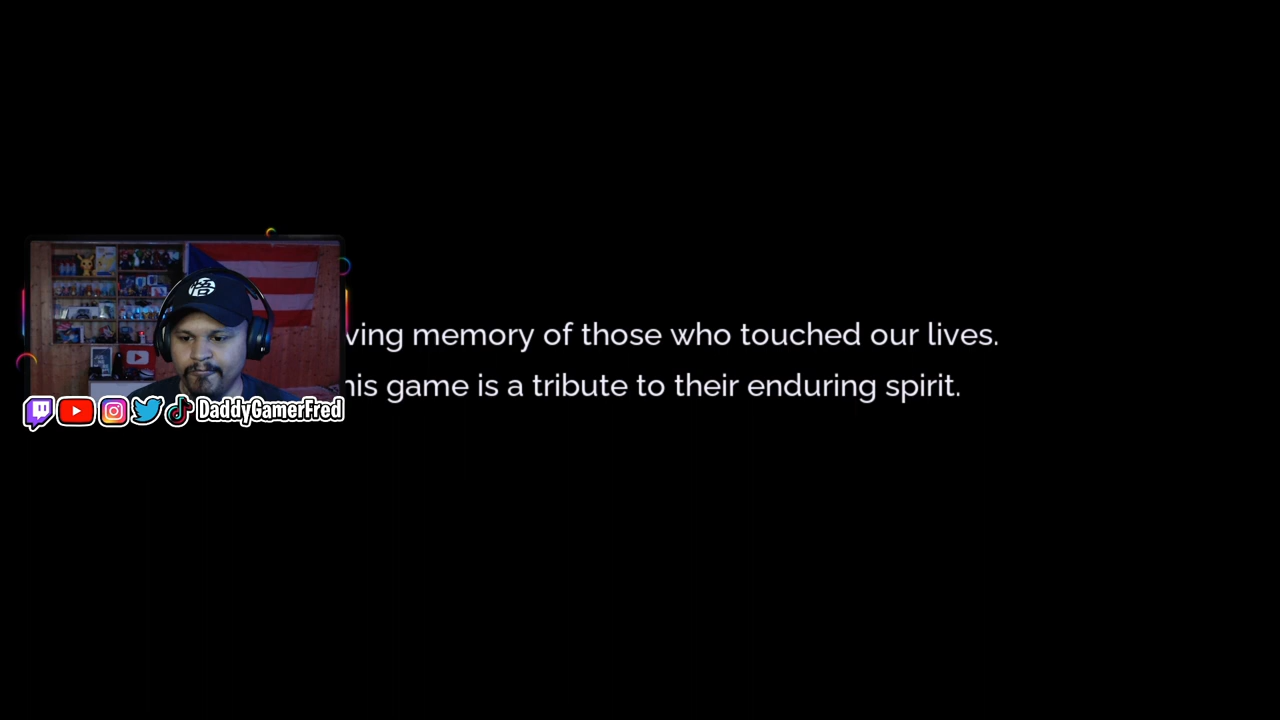 ving memory of those who touched our lives.
his game is a tribute to their enduring spirit.
DaddyGamerFred